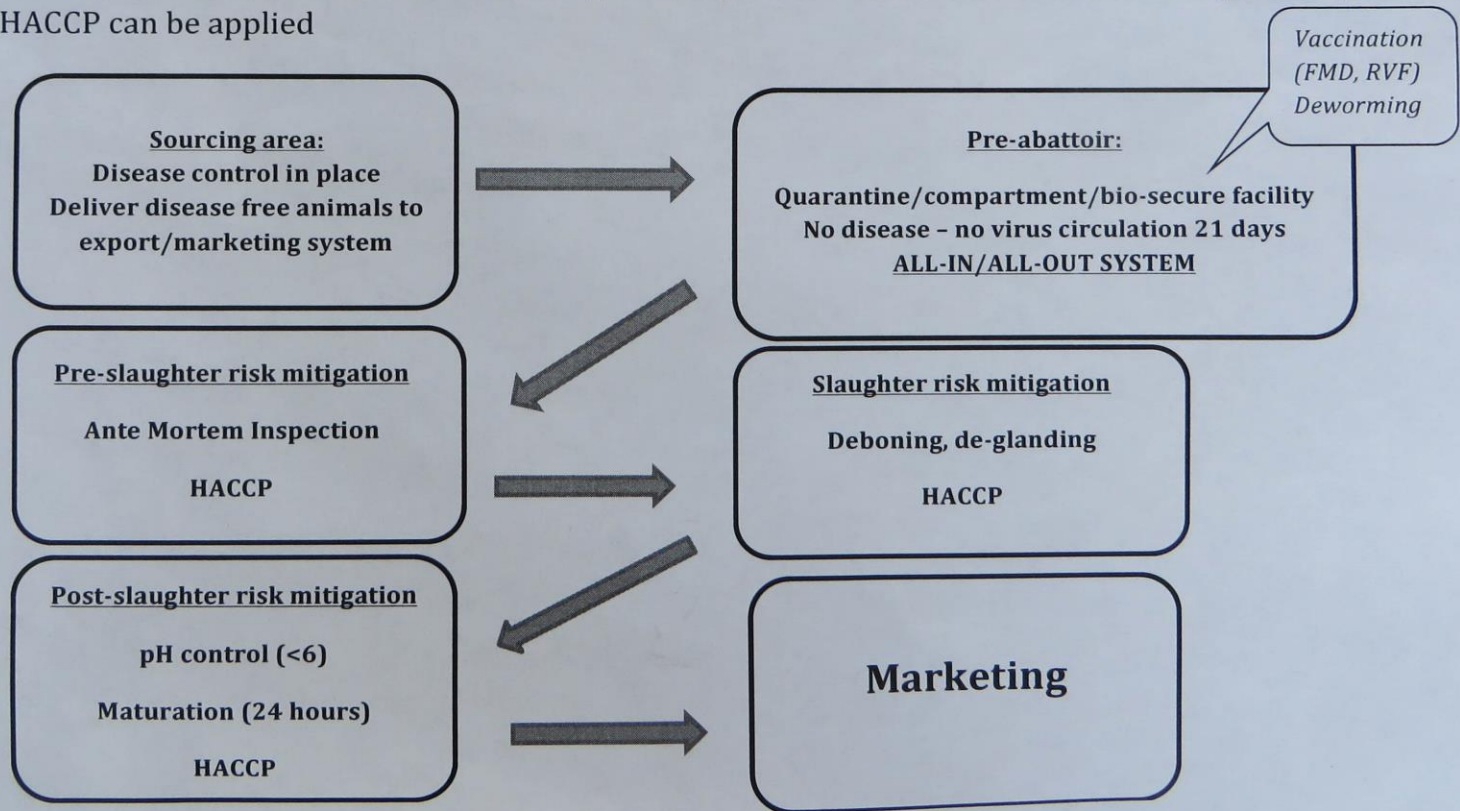 HACCP can be applied
Vaccination
(FMD, RVF)
Deworming
Sourcing area:
Disease control in place
Deliver disease free animals to
export/marketing system
Pre-abattoir:
Quarantine/compartment/bio-secure facility
No disease – no virus circulation 21 days
ALL-IN/ALL-OUT SYSTEM
Pre-slaughter risk mitigation
Ante Mortem Inspection
HACCP
Slaughter risk mitigation
Deboning, de-glanding
HACCP
Post-slaughter risk mitigation
pH control (<6)
Maturation (24 hours)
HACCP
Marketing